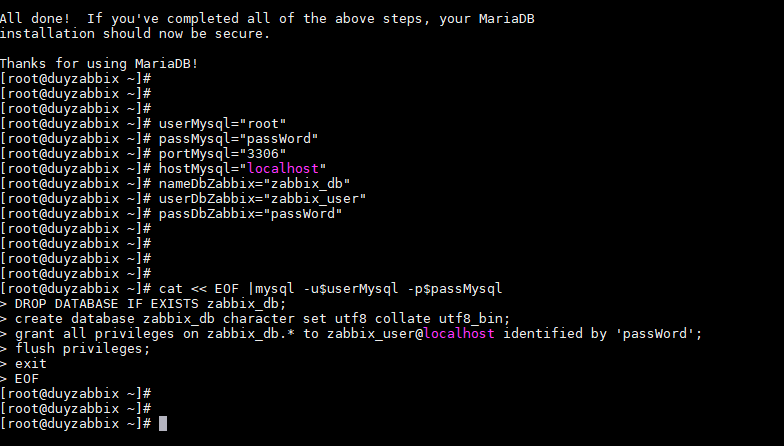 All done!  If you've completed all of the above steps, your MariaDB
installation should now be secure.
Thanks for using MariaDB!
[root@duyzabbix ~]#
[root@duyzabbix ~]#
[root@duyzabbix ~]#
[root@duyzabbix ~]# userMysql="root"
[root@duyzabbix ~]# passMysql="passWord"
[root@duyzabbix ~]# portMysql="3306"
[root@duyzabbix ~]# hostMysql="localhost"
[root@duyzabbix ~]# nameDbZabbix="zabbix_db"
[root@duyzabbix ~]# userDbZabbix="zabbix_user"
[root@duyzabbix ~]# passDbZabbix="passWord"
[root@duyzabbix ~]#
[root@duyzabbix ~]#
[root@duyzabbix ~]#
[root@duyzabbix ~]#
[root@duyzabbix ~]# cat << EOF |mysql -u$userMysql -p$passMysql
> DROP DATABASE IF EXISTS zabbix_db;
> create database zabbix_db character set utf8 collate utf8_bin;
> grant all privileges on zabbix_db.* to zabbix_user@localhost identified by 'passWord';
> flush privileges;
> exit
> EOF
[root@duyzabbix ~]#
[root@duyzabbix ~]#
[root@duyzabbix ~]#